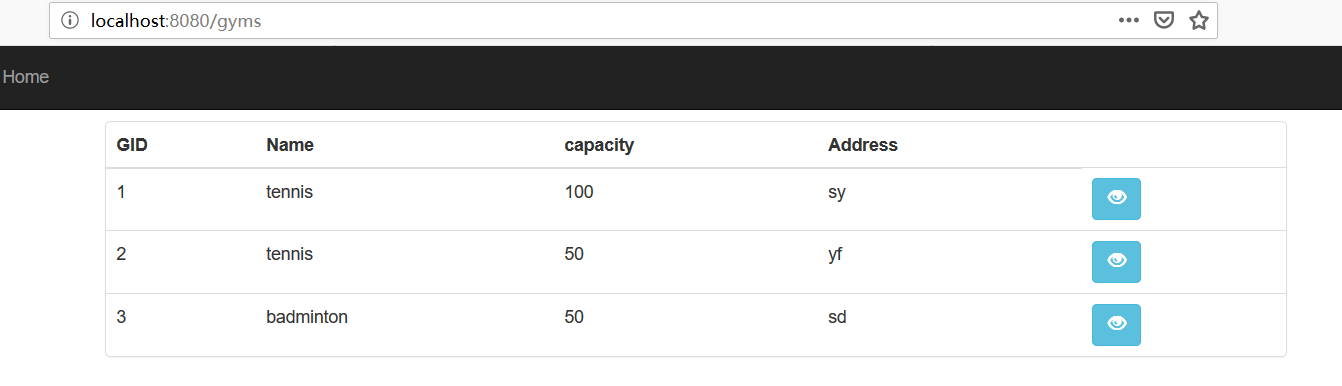 localhost:8080/gyms
Home
GID Name capacity Address
1 tennis 100 sy
2 tennis 50 yf
3 badminton 50 sd